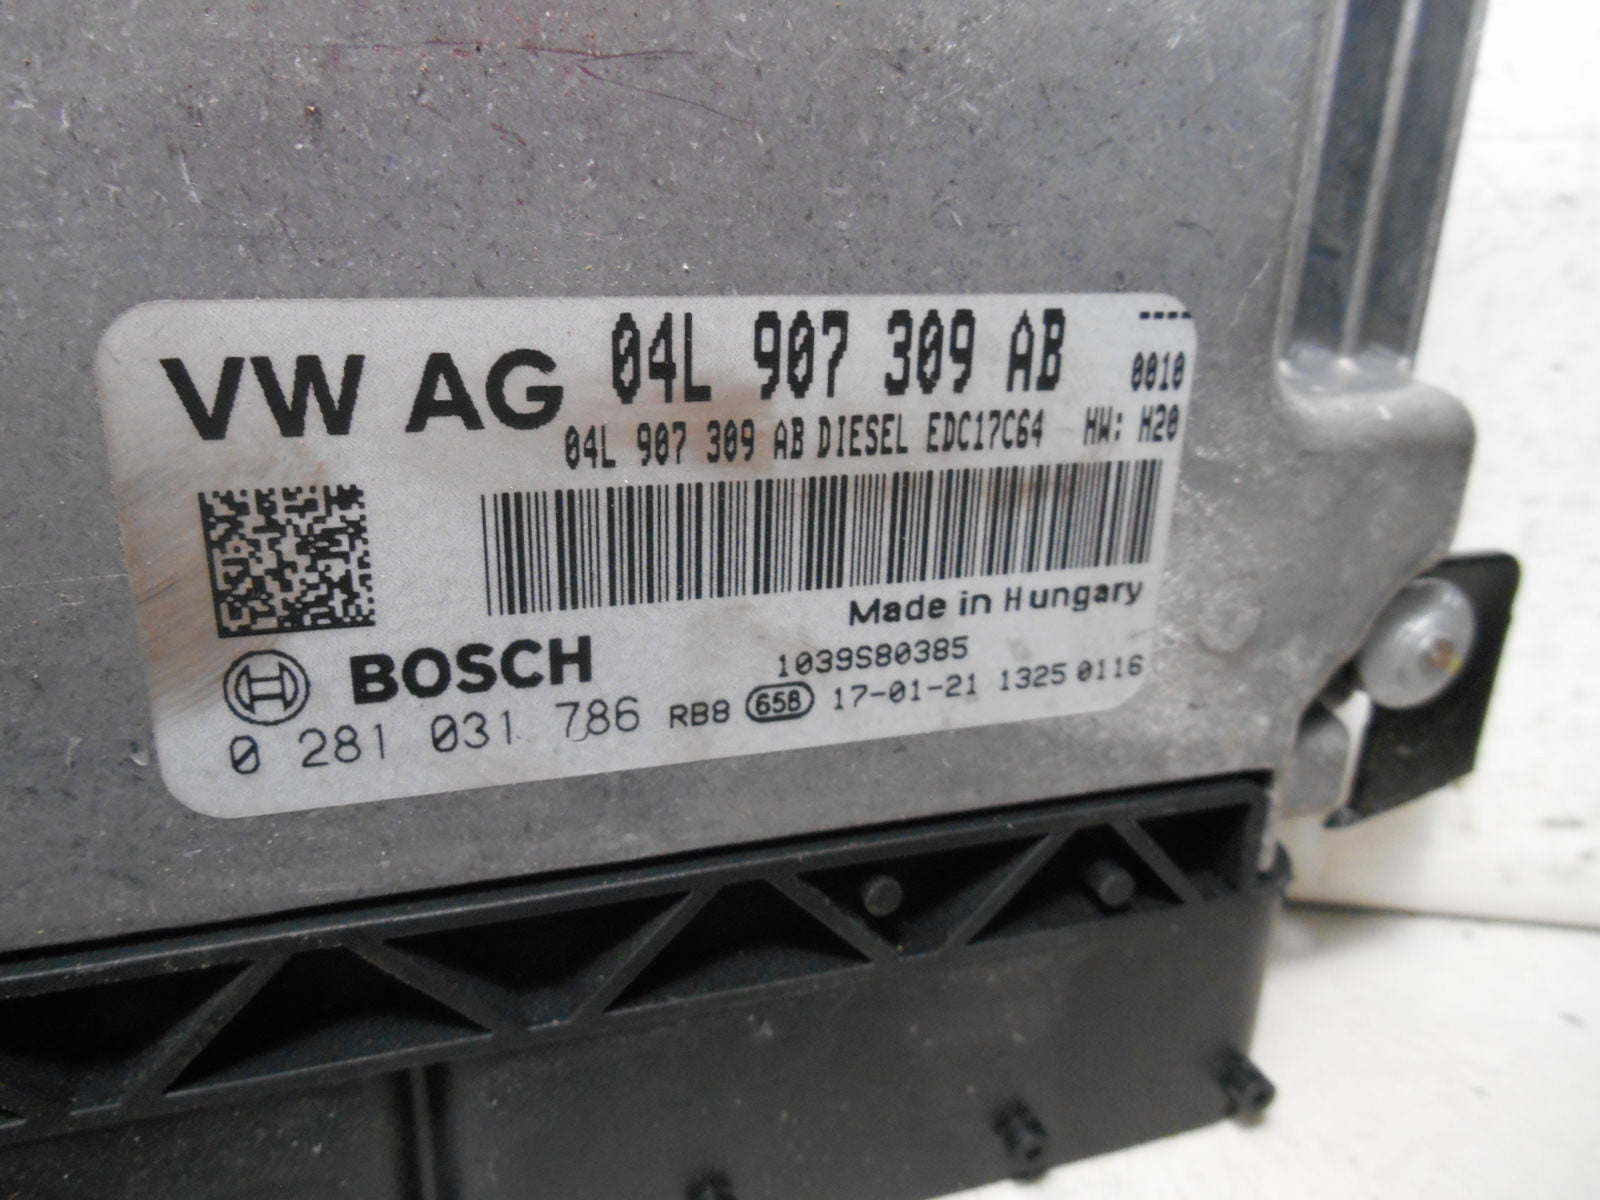 VW AG 04L 907 309 AB ----
0010
04L 907 309 AB DIESEL EDC17C64 HW: H20
Made in Hungary
BOSCH 1039S80385
0 281 031 786 RB8 658 17-01-21 1325 0116